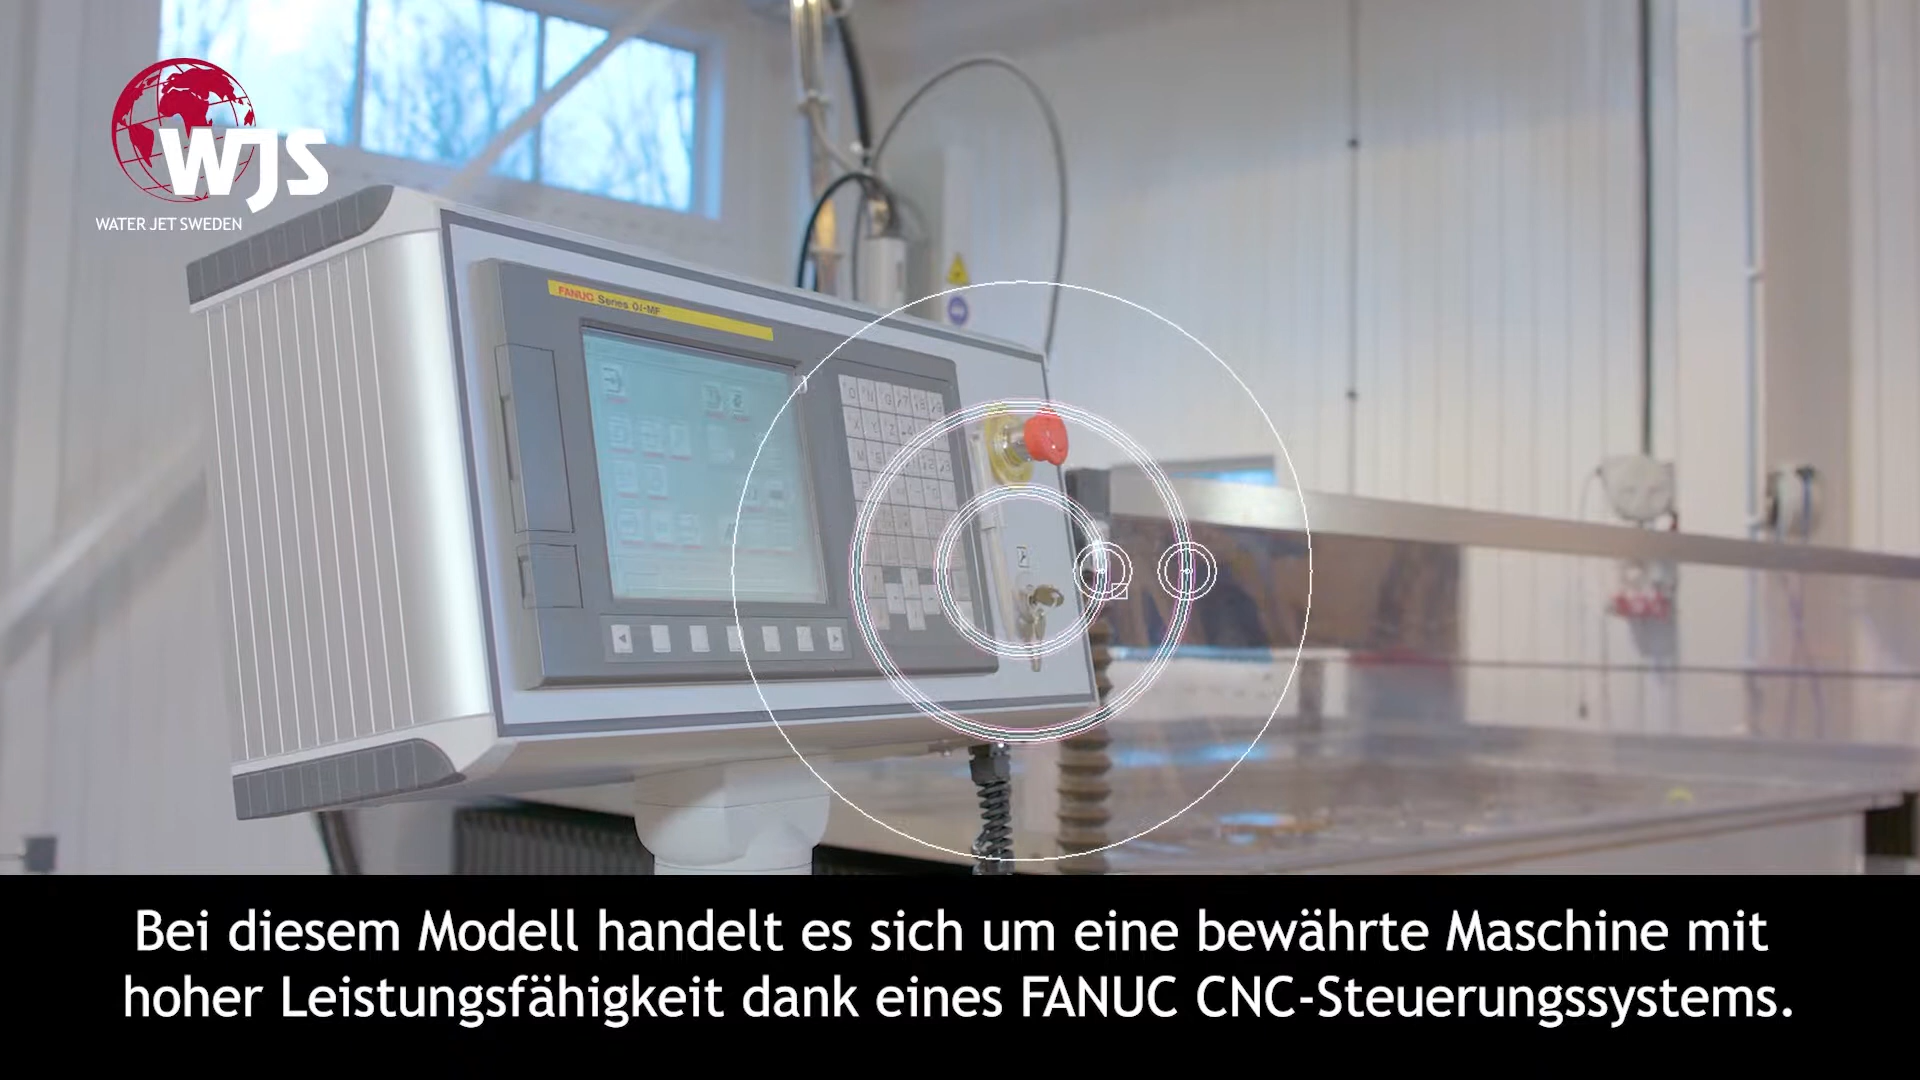 WJS
WATER JET SWEDEN
FANUC Series 0i-MF
Bei diesem Modell handelt es sich um eine bewährte Maschine mit
hoher Leistungsfähigkeit dank eines FANUC CNC-Steuerungssystems.